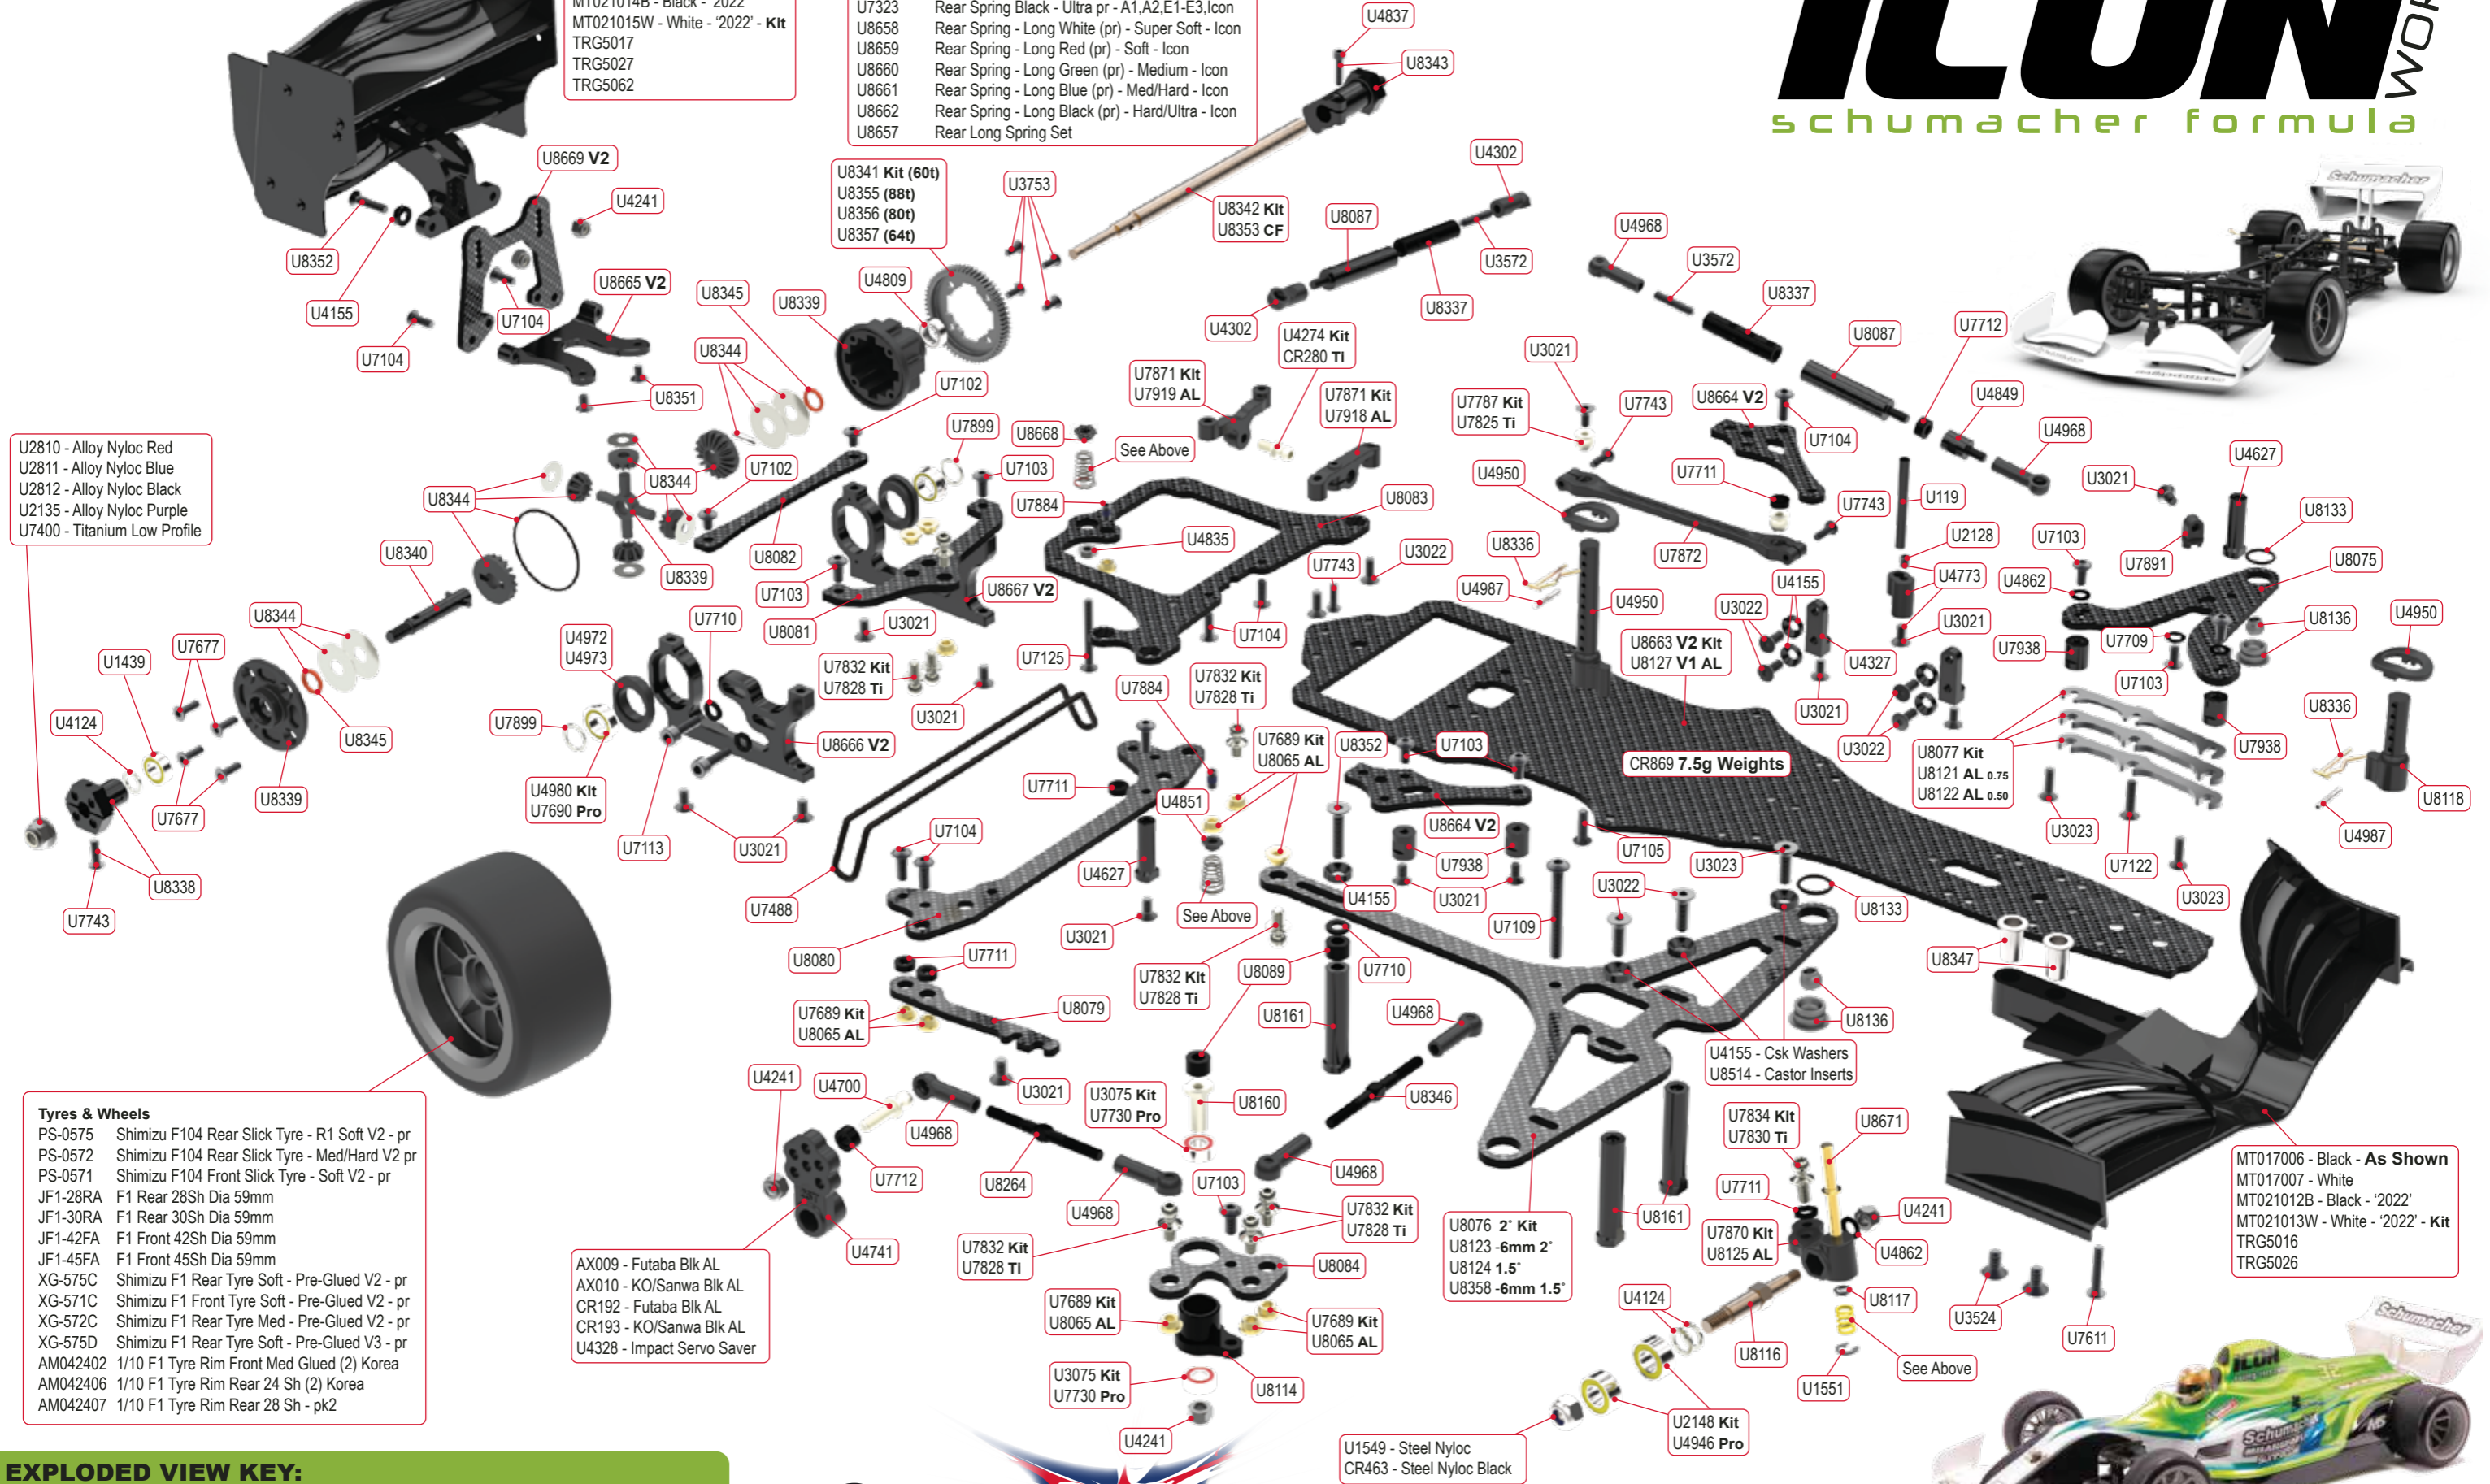 MT021014B - Black - '2022'
MT021015W - White - '2022' - Kit
TRG5017
TRG5027
TRG5062
U7323 Rear Spring Black - Ultra pr - A1,A2,E1-E3,Icon
U8658 Rear Spring - Long White (pr) - Super Soft - Icon
U8659 Rear Spring - Long Red (pr) - Soft - Icon
U8660 Rear Spring - Long Green (pr) - Medium - Icon
U8661 Rear Spring - Long Blue (pr) - Med/Hard - Icon
U8662 Rear Spring - Long Black (pr) - Hard/Ultra - Icon
U8657 Rear Long Spring Set
ICON
schumacher formula
U4837
U8343
U8669 V2
U4241
U8352
U4155
U7104
U7104
U8665 V2
U8351
U8341 Kit (60t)
U8355 (88t)
U8356 (80t)
U8357 (64t)
U3753
U8342 Kit
U8353 CF
U4302
U8087
U3572
U8337
U4302
U4809
U8345
U8339
U8344
U7102
U4274 Kit
CR280 Ti
U7871 Kit
U7919 AL
U7871 Kit
U7918 AL
U4968
U3572
U8337
U7712
U8087
U4849
U4968
Schumacher
U3021
U7787 Kit
U7825 Ti
U7743
U8664 V2
U7104
U7711
U4950
U7743
U7872
U119
U2128
U4773
U3021
U4627
U3021
U8133
U7103
U7891
U8075
U4862
U8136
U4950
U7938
U7709
U7103
U2810 - Alloy Nyloc Red
U2811 - Alloy Nyloc Blue
U2812 - Alloy Nyloc Black
U2135 - Alloy Nyloc Purple
U7400 - Titanium Low Profile
U7899
U8668
See Above
U7103
U7102
U8344
U8344
U7884
U8083
U4835
U8082
U8339
U8340
U7103
U8667 V2
U8081
U3021
U7743
U3022
U7104
U7125
U8336
U4987
U4950
U8663 V2 Kit
U8127 V1 AL
U4155
U3022
U4327
U3021
U3022
U8344
U7677
U1439
U4124
U8345
U8339
U7677
U8338
U7743
U7710
U4972
U4973
U7899
U4980 Kit
U7690 Pro
U7113
U8666 V2
U3021
U7832 Kit
U7828 Ti
U3021
U7884
U7832 Kit
U7828 Ti
U7689 Kit
U8065 AL
U8352
U7103
CR869 7.5g Weights
U8077 Kit
U8121 AL 0.75
U8122 AL 0.50
U7938
U8336
U8118
U4987
U3023
U7122
U3023
U7711
U4851
U8664 V2
U7938
U3021
U7105
U3023
U7104
U4627
U4155
U3022
U7109
U8133
U7488
U3021
See Above
U8080
U7711
U7832 Kit
U7828 Ti
U8089
U7710
U8347
U7689 Kit
U8065 AL
U8079
U8161
U4968
U8136
U4155 - Csk Washers
U8514 - Castor Inserts
U4241
U4700
U3021
U3075 Kit
U7730 Pro
U8160
U8346
U4968
U7712
U8264
U4968
U7103
U4968
U7834 Kit
U7830 Ti
U8671
U7711
U4241
U7870 Kit
U8125 AL
U4862
U8161
U4741
U7832 Kit
U7828 Ti
U7832 Kit
U7828 Ti
U8084
U8076 2° Kit
U8123 -6mm 2°
U8124 1.5°
U8358 -6mm 1.5°
MT017006 - Black - As Shown
MT017007 - White
MT021012B - Black - '2022'
MT021013W - White - '2022' - Kit
TRG5016
TRG5026
Tyres & Wheels
PS-0575 Shimizu F104 Rear Slick Tyre - R1 Soft V2 - pr
PS-0572 Shimizu F104 Rear Slick Tyre - Med/Hard V2 pr
PS-0571 Shimizu F104 Front Slick Tyre - Soft V2 - pr
JF1-28RA F1 Rear 28Sh Dia 59mm
JF1-30RA F1 Rear 30Sh Dia 59mm
JF1-42FA F1 Front 42Sh Dia 59mm
JF1-45FA F1 Front 45Sh Dia 59mm
XG-575C Shimizu F1 Rear Tyre Soft - Pre-Glued V2 - pr
XG-571C Shimizu F1 Front Tyre Soft - Pre-Glued V2 - pr
XG-572C Shimizu F1 Rear Tyre Med - Pre-Glued V2 - pr
XG-575D Shimizu F1 Rear Tyre Soft - Pre-Glued V3 - pr
AM042402 1/10 F1 Tyre Rim Front Med Glued (2) Korea
AM042406 1/10 F1 Tyre Rim Rear 24 Sh (2) Korea
AM042407 1/10 F1 Tyre Rim Rear 28 Sh - pk2
AX009 - Futaba Blk AL
AX010 - KO/Sanwa Blk AL
CR192 - Futaba Blk AL
CR193 - KO/Sanwa Blk AL
U4328 - Impact Servo Saver
U7689 Kit
U8065 AL
U7689 Kit
U8065 AL
U3075 Kit
U7730 Pro
U8114
U4241
U4124
U8116
U8117
See Above
U1551
U3524
U7611
U2148 Kit
U4946 Pro
U1549 - Steel Nyloc
CR463 - Steel Nyloc Black
Schumacher
ICON
EXPLODED VIEW KEY: